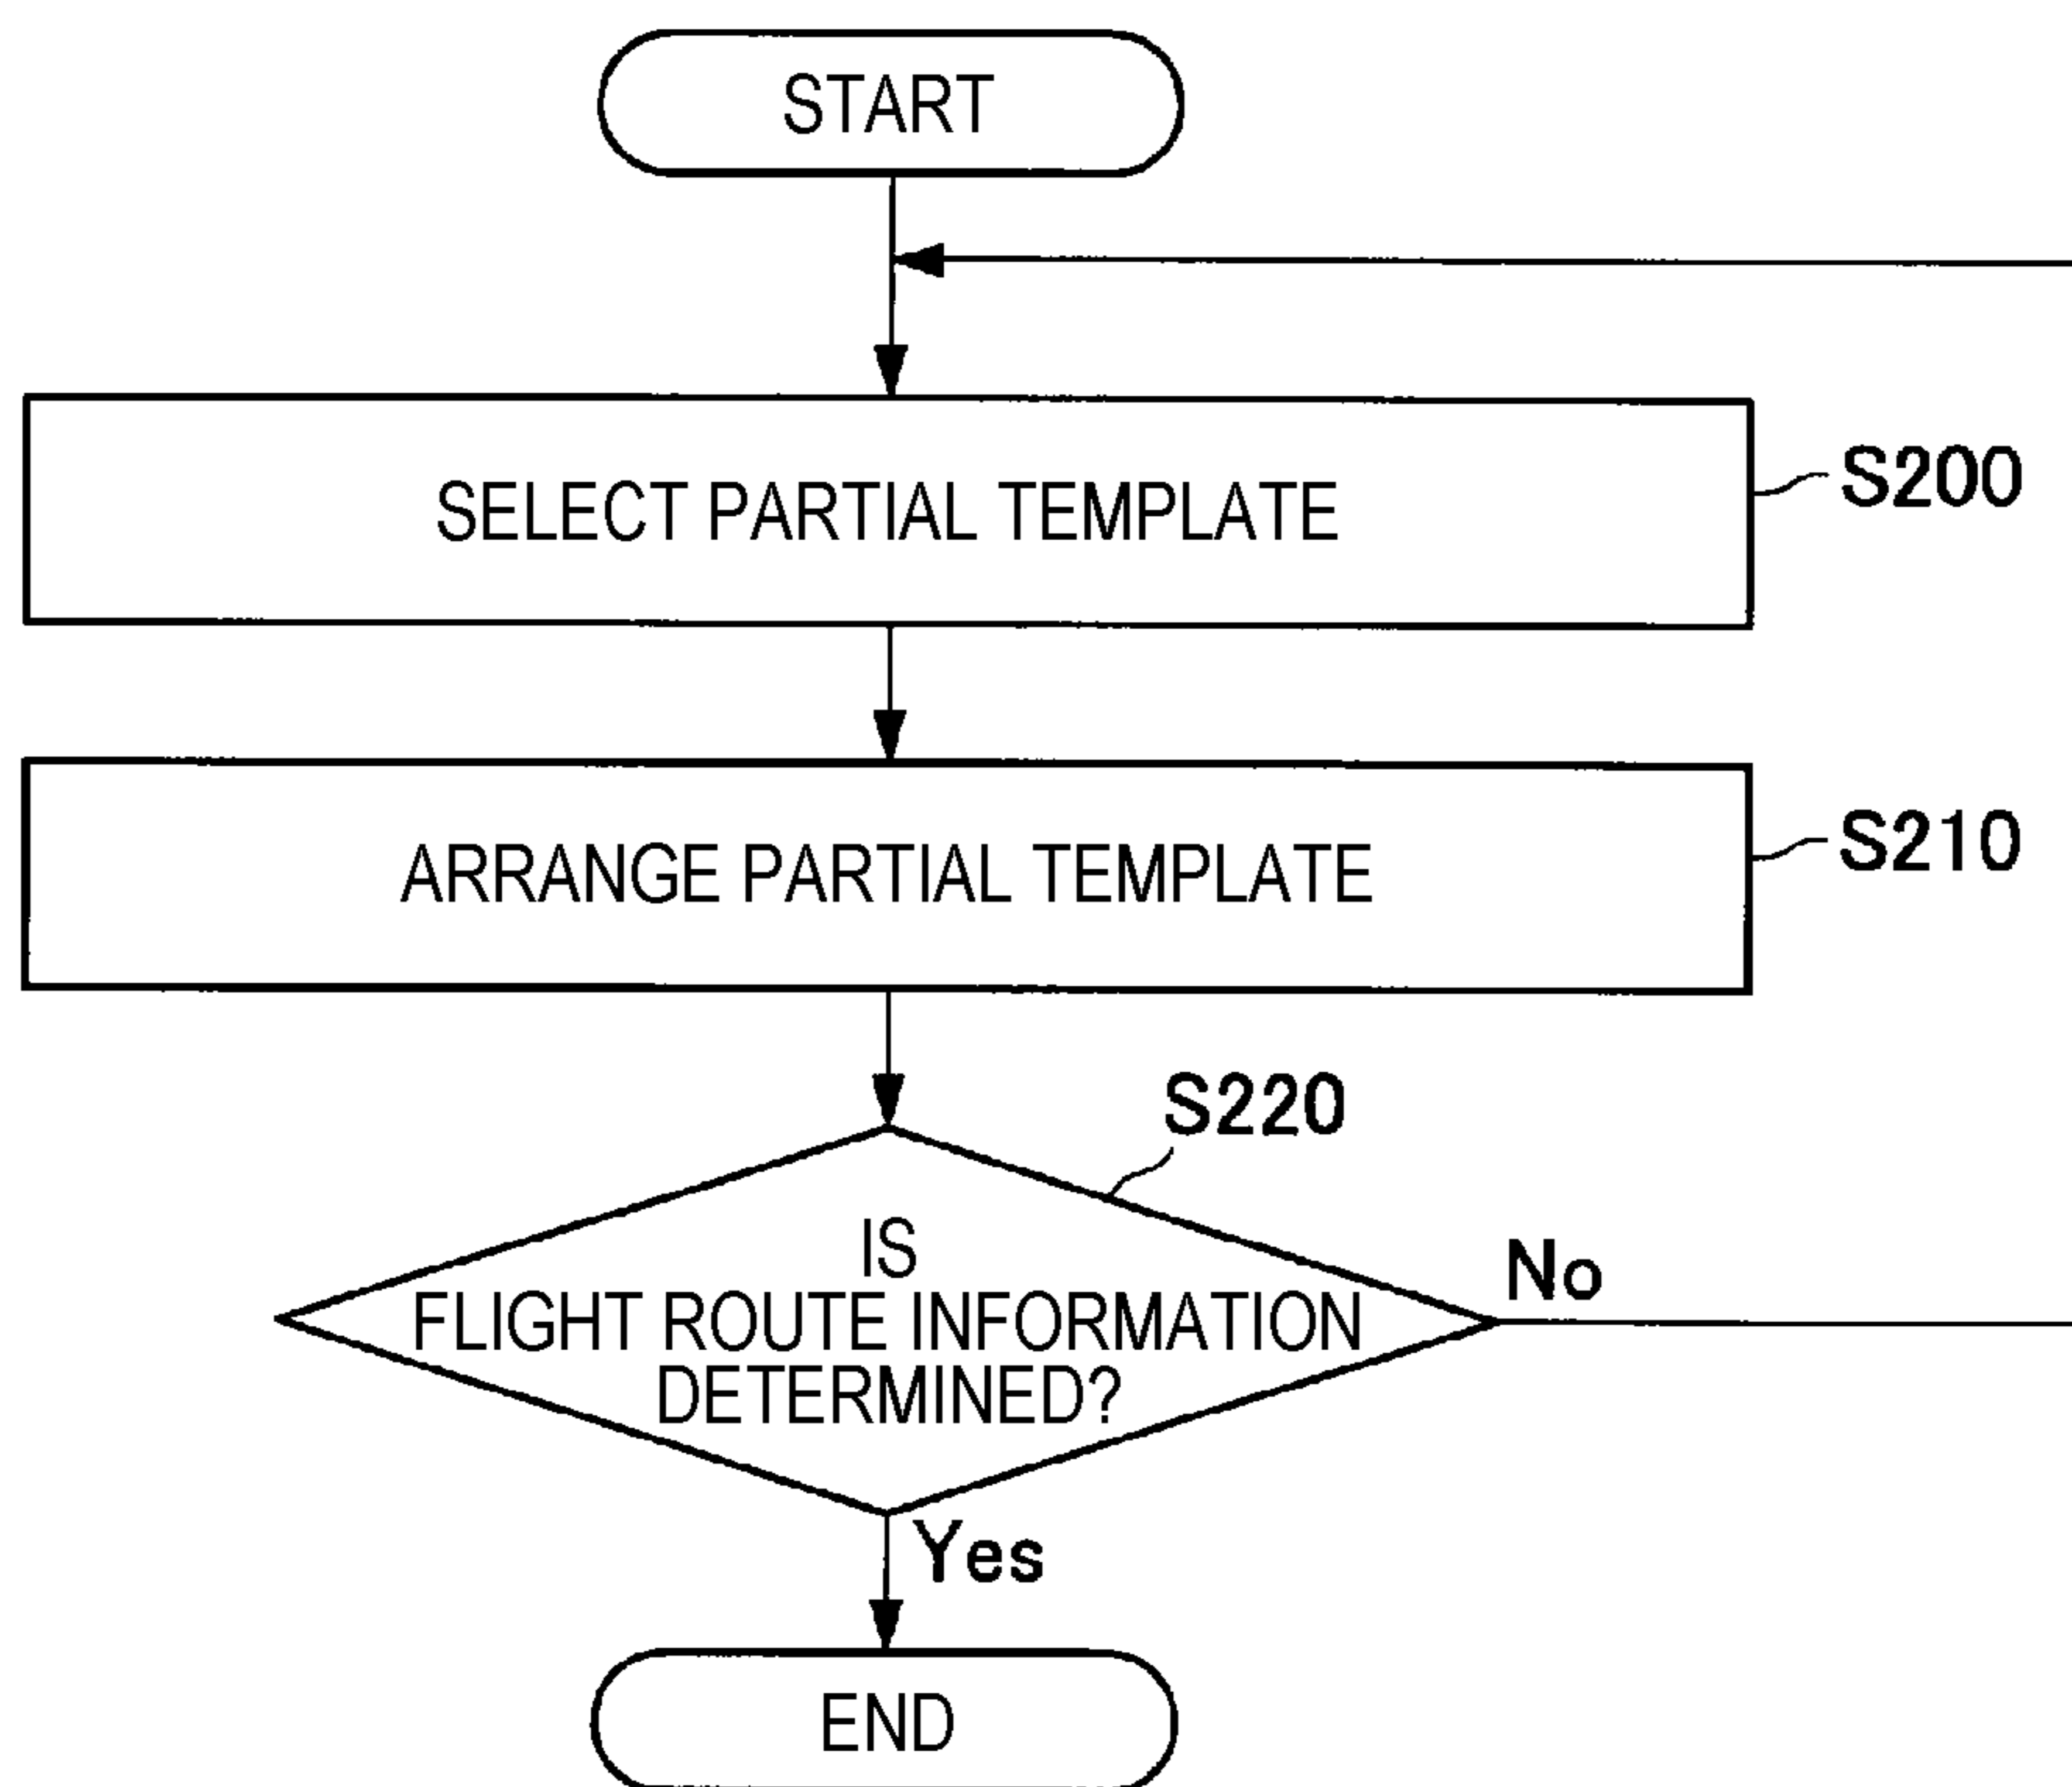 START
SELECT PARTIAL TEMPLATE
S200
ARRANGE PARTIAL TEMPLATE
S210
S220
IS
FLIGHT ROUTE INFORMATION
DETERMINED?
No
Yes
END